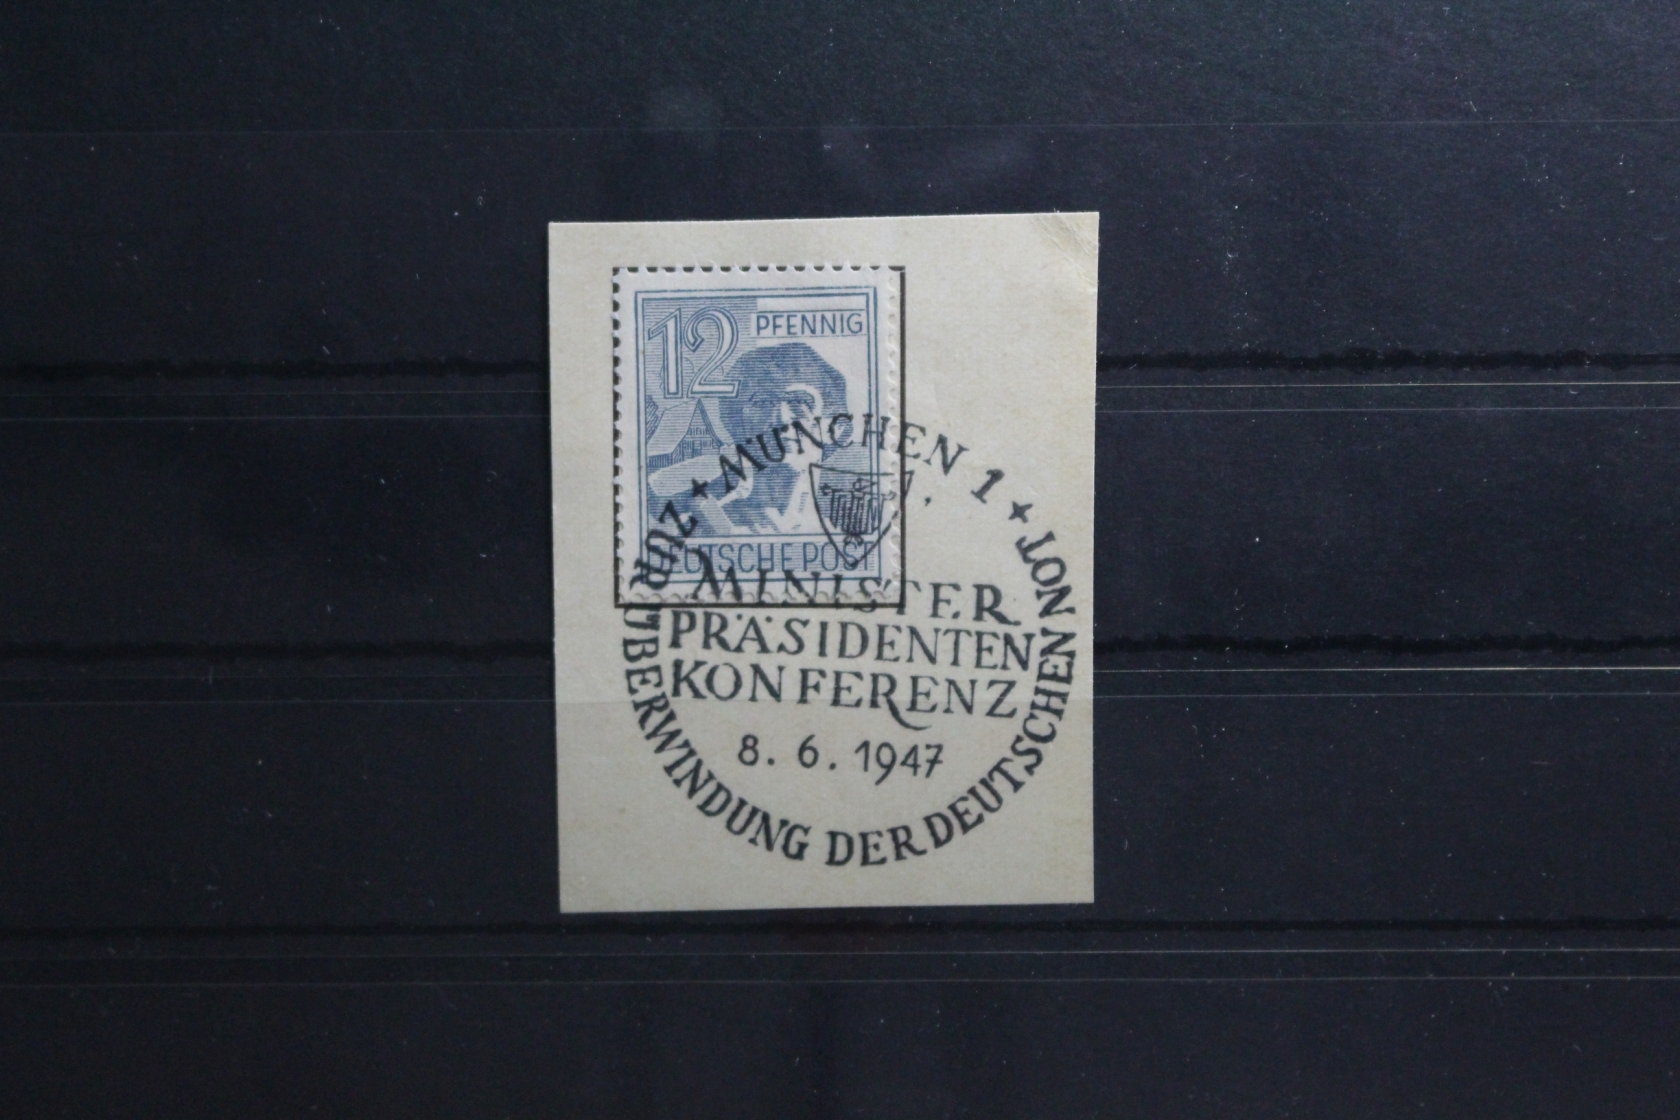 12 PFENNIG
DEUTSCHE POST
* MÜNCHEN 1 *
MINISTER
PRÄSIDENTEN
KONFERENZ
8. 6. 1947
ZUR ÜBERWINDUNG DER DEUTSCHEN NOT